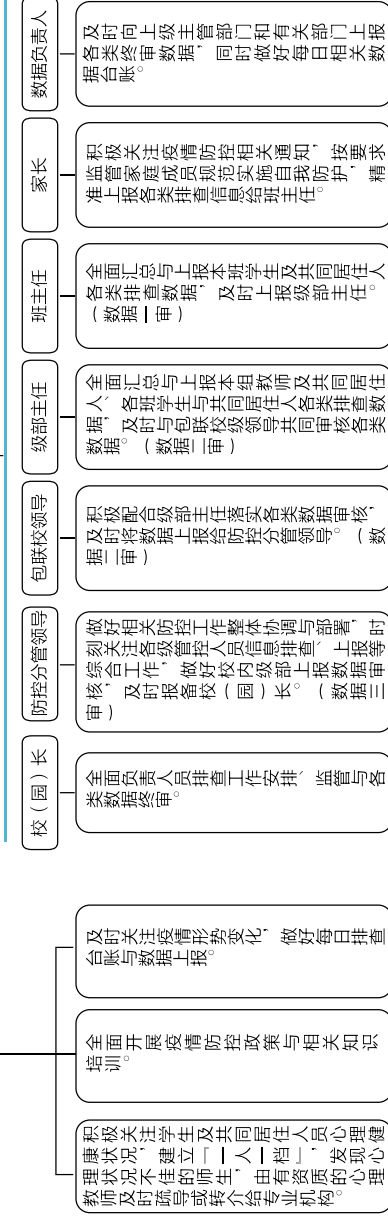 积极关注学生及共同居住人员心理健
康状况，建立“一人一档”，发现心
理状况不佳的师生，由有资质的心理
教师及时疏导或转介给专业机构。
全面开展疫情防控政策与相关知识
培训。
及时关注疫情形势变化，做好每日排查
台账与数据上报。
校（园）长
全面负责人员排查工作安排、监管与各
类数据终审。
防控分管领导
做好相关防控工作整体协调与部署，时
刻关注各级管控人员信息排查、上报等
综合工作，做好校内级部上报数据审
核，及时报备校（园）长。（数据三
审）
包联校领导
积极配合级部主任落实各类数据审核，
及时将数据上报给防控分管领导。（数
据二审）
级部主任
全面汇总与上报本组教师及共同居住
人、各班学生与共同居住人各类排查数
据，及时与包联校级领导共同审核各类
数据。（数据二审）
班主任
全面汇总与上报本班学生及共同居住人
各类排查数据，及时上报级部主任。
（数据一审）
家长
积极关注疫情防控相关通知，按要求
监管家庭成员规范实施自我防护，精
准上报各类排查信息给班主任。
数据负责人
及时向上级主管部门和有关部门上报
各类终审数据，同时做好每日相关数
据台账。